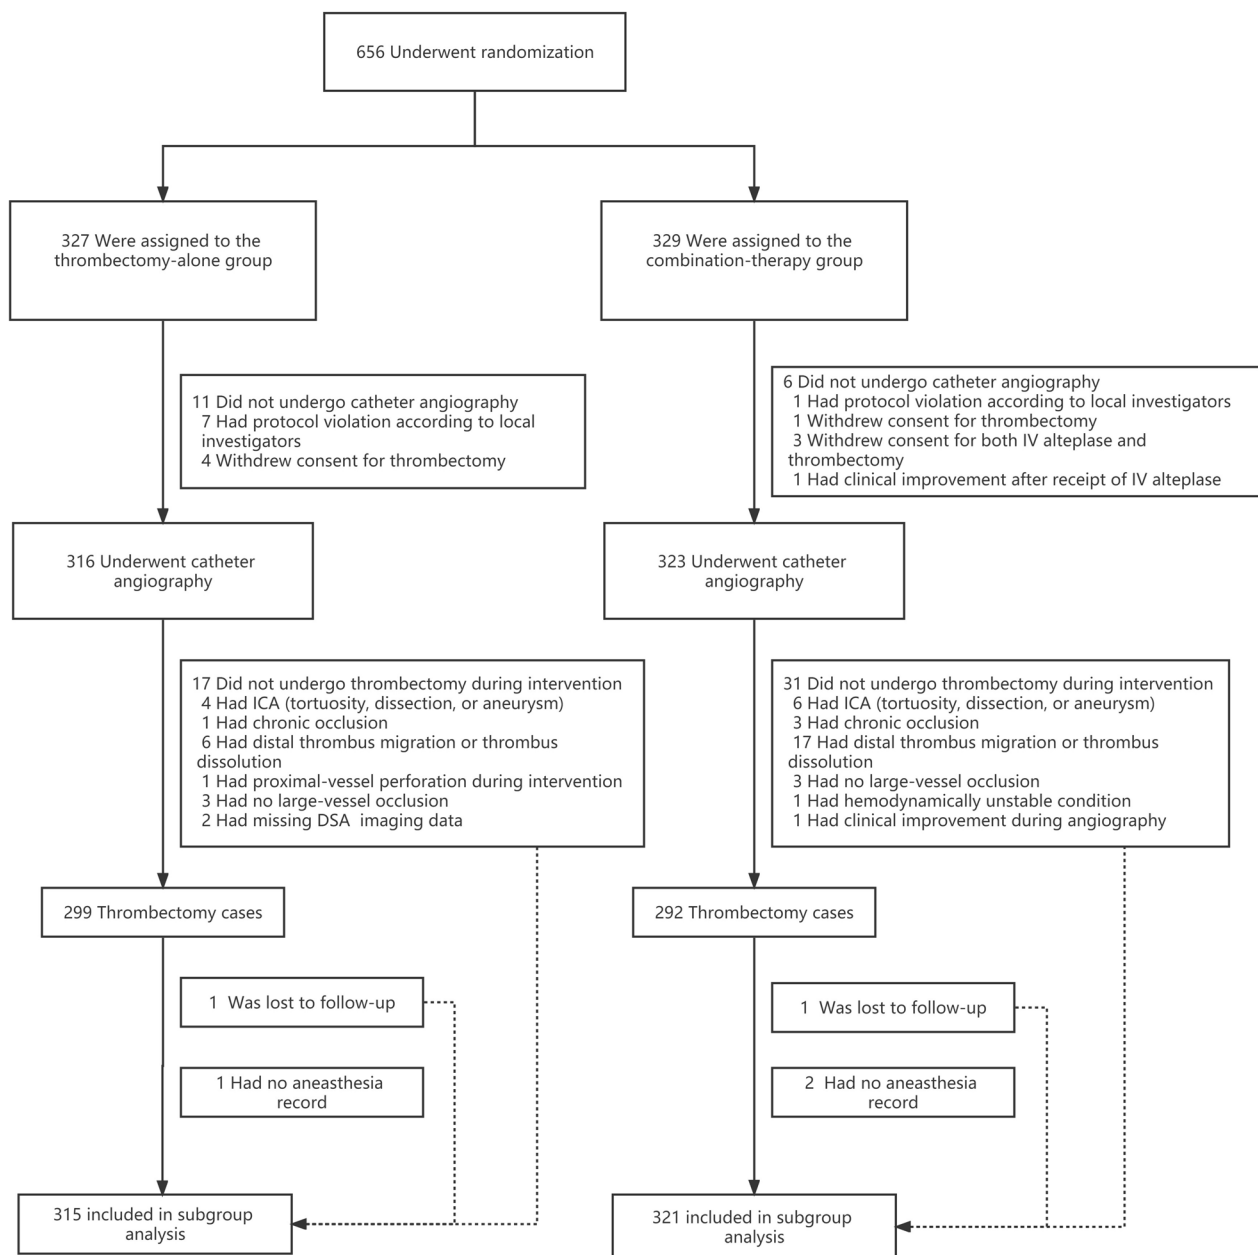 656 Underwent randomization
327 Were assigned to the
thrombectomy-alone group
329 Were assigned to the
combination-therapy group
11 Did not undergo catheter angiography
7 Had protocol violation according to local
investigators
4 Withdrew consent for thrombectomy
6 Did not undergo catheter angiography
1 Had protocol violation according to local investigators
1 Withdrew consent for thrombectomy
3 Withdrew consent for both IV alteplase and
thrombectomy
1 Had clinical improvement after receipt of IV alteplase
316 Underwent catheter
angiography
323 Underwent catheter
angiography
17 Did not undergo thrombectomy during intervention
4 Had ICA (tortuosity, dissection, or aneurysm)
1 Had chronic occlusion
6 Had distal thrombus migration or thrombus
dissolution
1 Had proximal-vessel perforation during intervention
3 Had no large-vessel occlusion
2 Had missing DSA imaging data
31 Did not undergo thrombectomy during intervention
6 Had ICA (tortuosity, dissection, or aneurysm)
3 Had chronic occlusion
17 Had distal thrombus migration or thrombus
dissolution
3 Had no large-vessel occlusion
1 Had hemodynamically unstable condition
1 Had clinical improvement during angiography
299 Thrombectomy cases
292 Thrombectomy cases
1 Was lost to follow-up
1 Was lost to follow-up
1 Had no aneasthesia
record
2 Had no aneasthesia
record
315 included in subgroup
analysis
321 included in subgroup
analysis